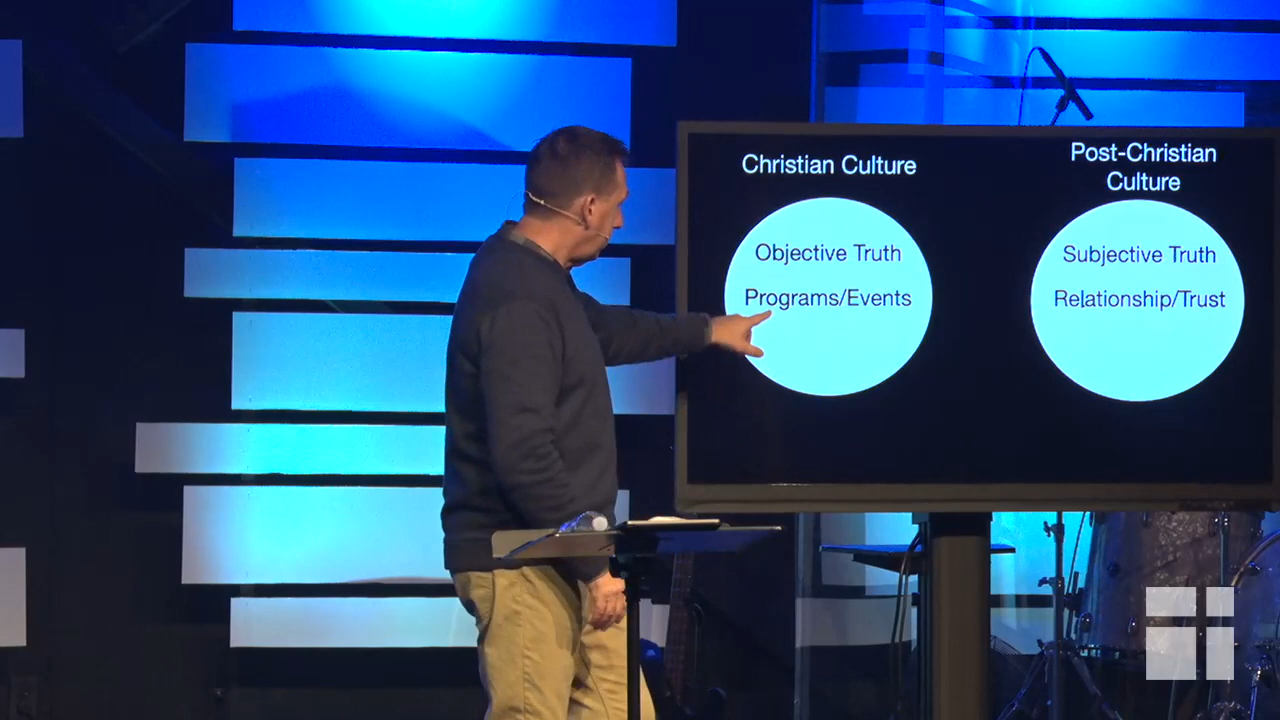 Christian Culture
Objective Truth
Programs/Events
Post-Christian
Culture
Subjective Truth
Relationship/Trust